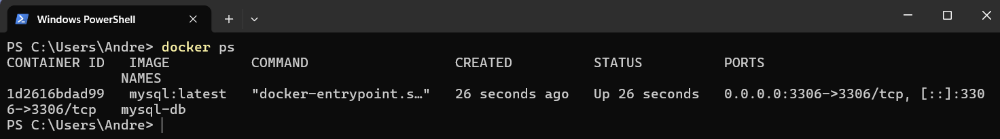 Windows PowerShell
PS C:\Users\Andre> docker ps
CONTAINER ID   IMAGE          COMMAND                  CREATED          STATUS          PORTS
              NAMES
1d2616bdad99   mysql:latest   "docker-entrypoint.s…"   26 seconds ago   Up 26 seconds   0.0.0.0:3306->3306/tcp, [::]:330
6->3306/tcp   mysql-db
PS C:\Users\Andre>